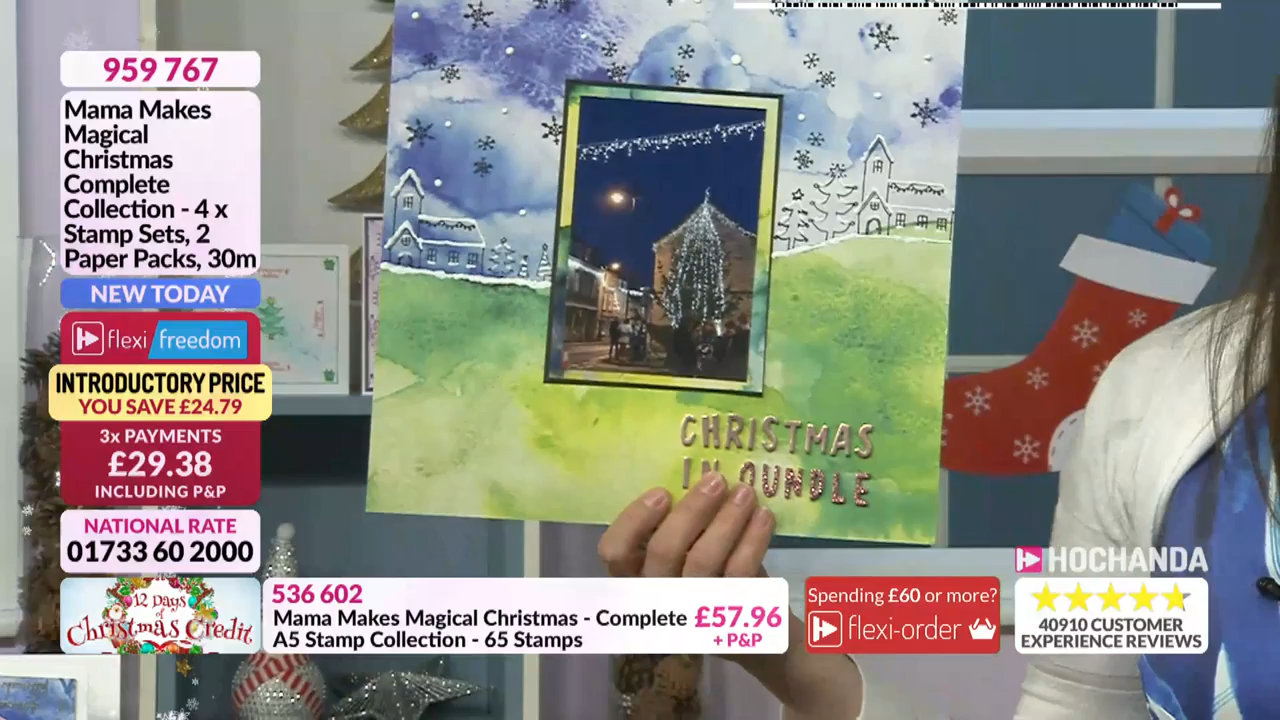 959 767
Mama Makes
Magical
Christmas
Complete
Collection - 4 x
Stamp Sets, 2
Paper Packs, 30m
NEW TODAY
flexi freedom
INTRODUCTORY PRICE
YOU SAVE £24.79
3x PAYMENTS
£29.38
INCLUDING P&P
NATIONAL RATE
01733 60 2000
12 Days
of
Christmas Credit
536 602
Mama Makes Magical Christmas - Complete
A5 Stamp Collection - 65 Stamps
£57.96
+ P&P
Spending £60 or more?
flexi-order
HOCHANDA
40910 CUSTOMER
EXPERIENCE REVIEWS
CHRISTMAS
IN OUNDLE